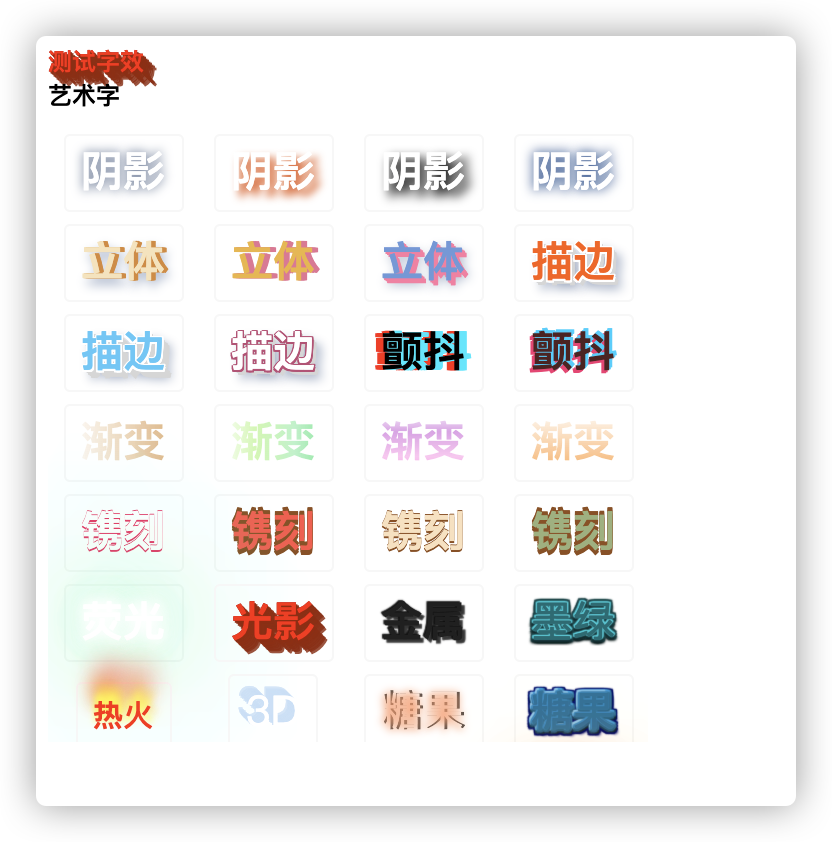 测试字效
艺术字
阴影 阴影 阴影 阴影
立体 立体 立体 描边
描边 描边 颤抖 颤抖
渐变 渐变 渐变 渐变
镌刻 镌刻 镌刻 镌刻
荧光 光影 金属 墨绿
热火 3D 糖果 糖果